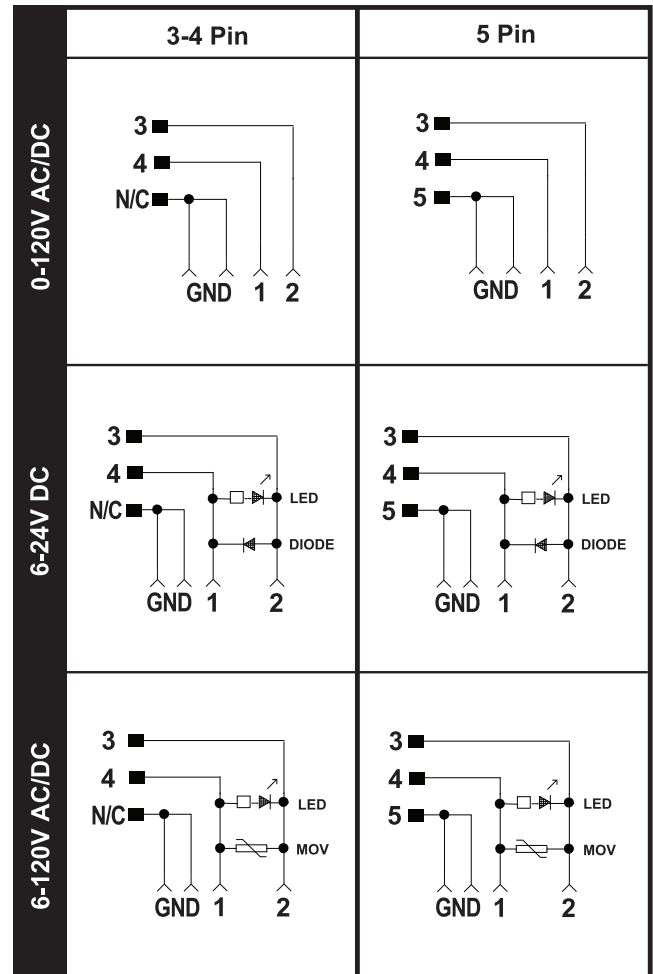 3-4 Pin
5 Pin
0-120V AC/DC
3
4
N/C
GND 1 2
3
4
5
GND 1 2
6-24V DC
3
4
N/C
LED
DIODE
GND 1 2
3
4
5
LED
DIODE
GND 1 2
6-120V AC/DC
3
4
N/C
LED
MOV
GND 1 2
3
4
5
LED
MOV
GND 1 2